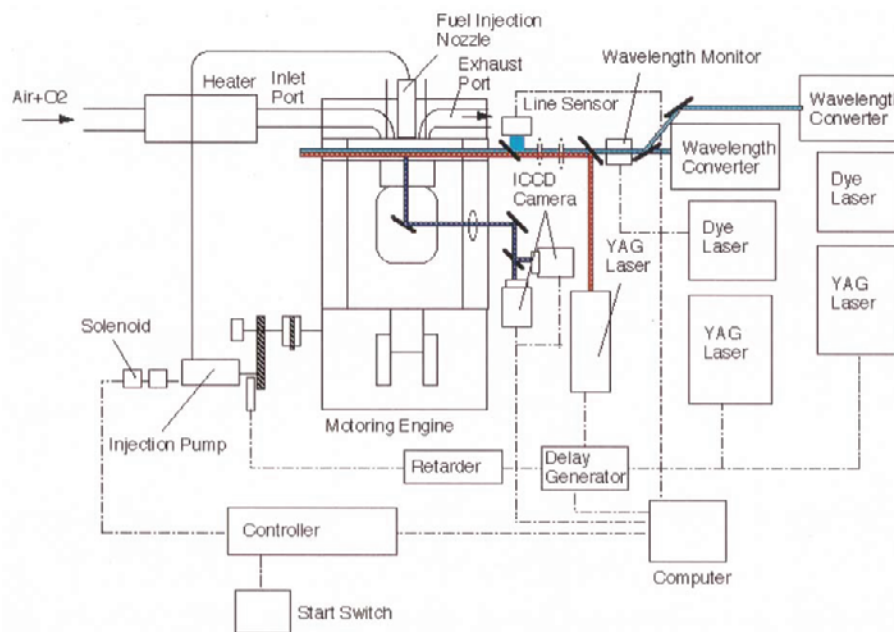 Fuel Injection
Nozzle
Exhaust
Port
Wavelength Monitor
Heater
Inlet
Port
Air+O2
Line Sensor
Wavelength
Converter
Wavelength
Converter
ICCD
Camera
Dye
Laser
Dye
Laser
YAG
Laser
YAG
Laser
YAG
Laser
Solenoid
Injection Pump
Motoring Engine
Retarder
Delay
Generator
Controller
Computer
Start Switch